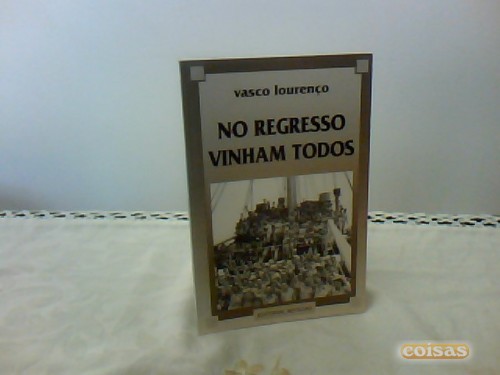 vasco lourenço
NO REGRESSO
VINHAM TODOS
coisas